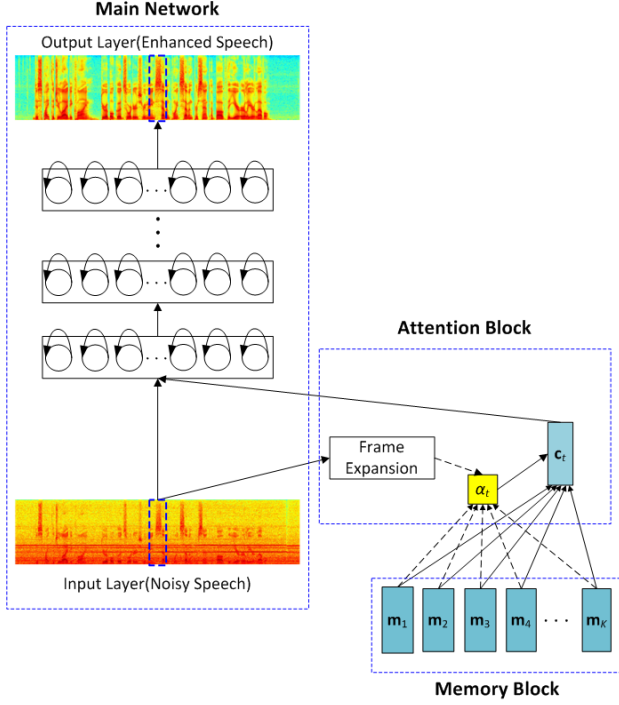 Main Network
Output Layer(Enhanced Speech)
. . .
. . .
. . .
Attention Block
Frame
Expansion
c_t
α_t
Input Layer(Noisy Speech)
m_1 m_2 m_3 m_4 . . . m_K
Memory Block